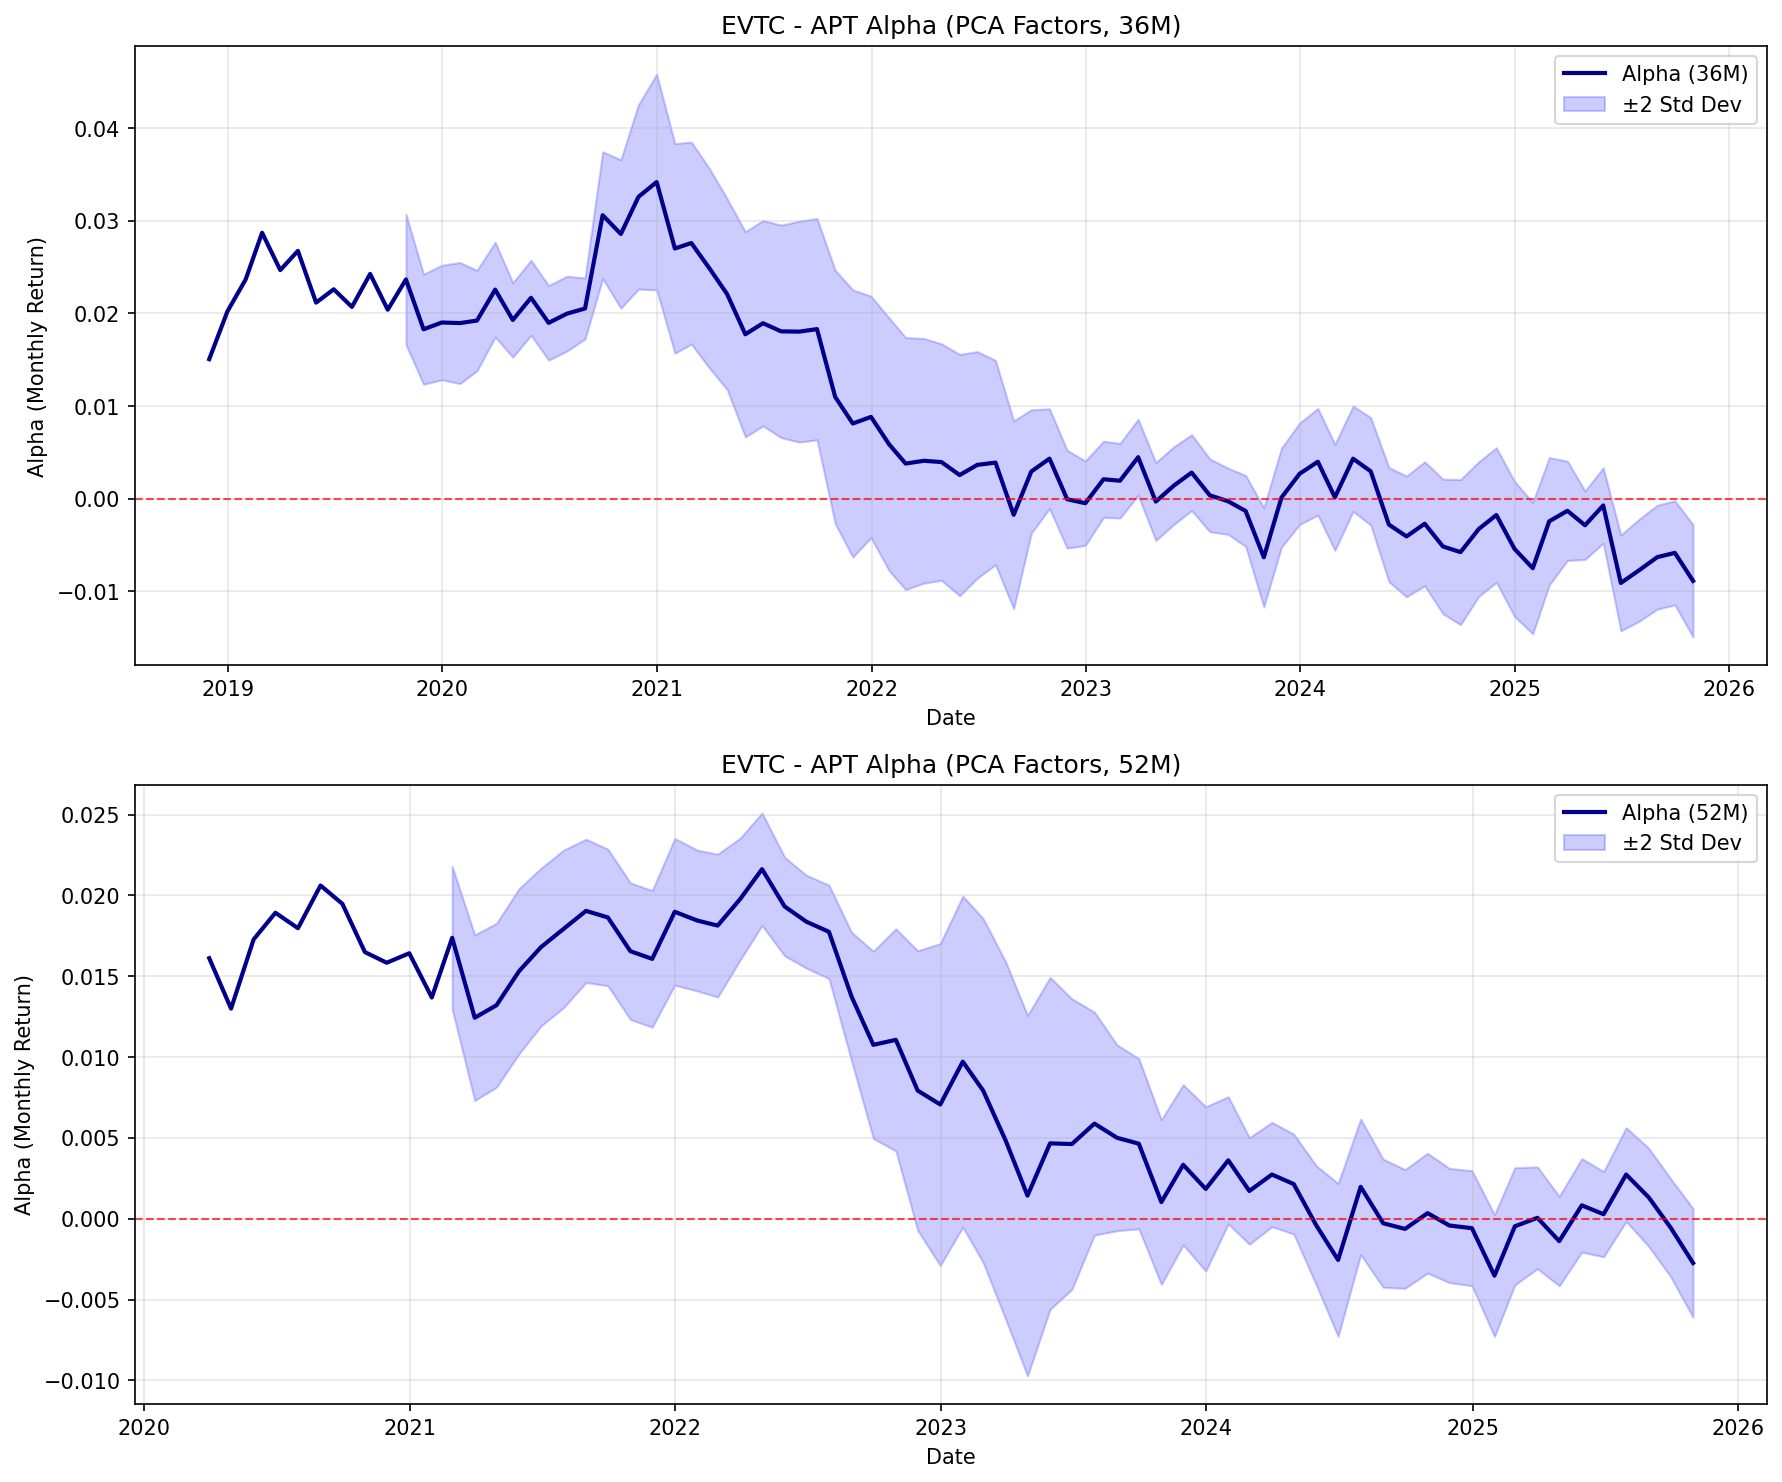 EVTC - APT Alpha (PCA Factors, 36M)
Alpha (36M)
±2 Std Dev
Alpha (Monthly Return)
0.04
0.03
0.02
0.01
0.00
−0.01
2019 2020 2021 2022 2023 2024 2025 2026
Date
EVTC - APT Alpha (PCA Factors, 52M)
Alpha (52M)
±2 Std Dev
Alpha (Monthly Return)
0.025
0.020
0.015
0.010
0.005
0.000
−0.005
−0.010
2020 2021 2022 2023 2024 2025 2026
Date